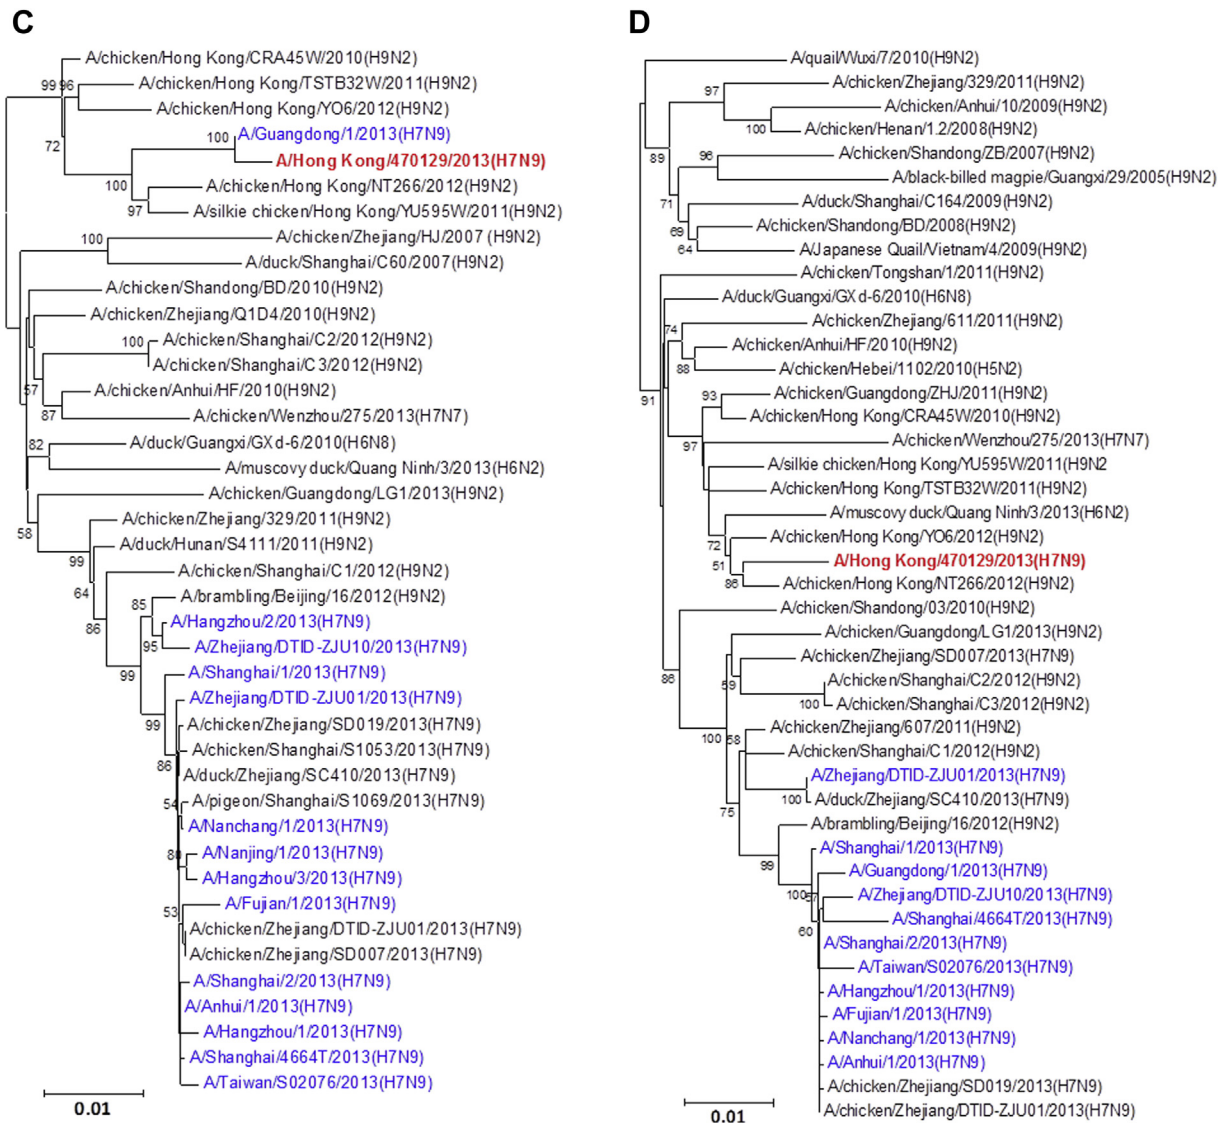 C
A/chicken/Hong Kong/CRA45W/2010(H9N2)
99 96
A/chicken/Hong Kong/TSTB32W/2011(H9N2)
A/chicken/Hong Kong/YO6/2012(H9N2)
72
100
A/Guangdong/1/2013(H7N9)
A/Hong Kong/470129/2013(H7N9)
100
A/chicken/Hong Kong/NT266/2012(H9N2)
97
A/silkie chicken/Hong Kong/YU595W/2011(H9N2)
100
A/chicken/Zhejiang/HJ/2007 (H9N2)
A/duck/Shanghai/C60/2007(H9N2)
A/chicken/Shandong/BD/2010(H9N2)
A/chicken/Zhejiang/Q1D4/2010(H9N2)
100
A/chicken/Shanghai/C2/2012(H9N2)
A/chicken/Shanghai/C3/2012(H9N2)
57
A/chicken/Anhui/HF/2010(H9N2)
87
A/chicken/Wenzhou/275/2013(H7N7)
82
A/duck/Guangxi/GXd-6/2010(H6N8)
A/muscovy duck/Quang Ninh/3/2013(H6N2)
A/chicken/Guangdong/LG1/2013(H9N2)
58
A/chicken/Zhejiang/329/2011(H9N2)
99
A/duck/Hunan/S4111/2011(H9N2)
64
A/chicken/Shanghai/C1/2012(H9N2)
86
85
A/brambling/Beijing/16/2012(H9N2)
A/Hangzhou/2/2013(H7N9)
95
A/Zhejiang/DTID-ZJU10/2013(H7N9)
99
A/Shanghai/1/2013(H7N9)
A/Zhejiang/DTID-ZJU01/2013(H7N9)
99
A/chicken/Zhejiang/SD019/2013(H7N9)
A/chicken/Shanghai/S1053/2013(H7N9)
86
A/duck/Zhejiang/SC410/2013(H7N9)
54
A/pigeon/Shanghai/S1069/2013(H7N9)
A/Nanchang/1/2013(H7N9)
A/Nanjing/1/2013(H7N9)
A/Hangzhou/3/2013(H7N9)
A/Fujian/1/2013(H7N9)
53
A/chicken/Zhejiang/DTID-ZJU01/2013(H7N9)
A/chicken/Zhejiang/SD007/2013(H7N9)
A/Shanghai/2/2013(H7N9)
A/Anhui/1/2013(H7N9)
A/Hangzhou/1/2013(H7N9)
A/Shanghai/4664T/2013(H7N9)
A/Taiwan/S02076/2013(H7N9)
0.01
D
A/quail/Wuxi/7/2010(H9N2)
97
A/chicken/Zhejiang/329/2011(H9N2)
A/chicken/Anhui/10/2009(H9N2)
100
A/chicken/Henan/1.2/2008(H9N2)
89
96
A/chicken/Shandong/ZB/2007(H9N2)
A/black-billed magpie/Guangxi/29/2005(H9N2)
71
A/duck/Shanghai/C164/2009(H9N2)
69
A/chicken/Shandong/BD/2008(H9N2)
64
A/Japanese Quail/Vietnam/4/2009(H9N2)
A/chicken/Tongshan/1/2011(H9N2)
A/duck/Guangxi/GXd-6/2010(H6N8)
74
A/chicken/Zhejiang/611/2011(H9N2)
A/chicken/Anhui/HF/2010(H9N2)
88
A/chicken/Hebei/1102/2010(H5N2)
91
93
A/chicken/Guangdong/ZHJ/2011(H9N2)
A/chicken/Hong Kong/CRA45W/2010(H9N2)
97
A/chicken/Wenzhou/275/2013(H7N7)
A/silkie chicken/Hong Kong/YU595W/2011(H9N2
A/chicken/Hong Kong/TSTB32W/2011(H9N2)
A/muscovy duck/Quang Ninh/3/2013(H6N2)
72
A/chicken/Hong Kong/YO6/2012(H9N2)
51
A/Hong Kong/470129/2013(H7N9)
86
A/chicken/Hong Kong/NT266/2012(H9N2)
A/chicken/Shandong/03/2010(H9N2)
A/chicken/Guangdong/LG1/2013(H9N2)
86
A/chicken/Zhejiang/SD007/2013(H7N9)
59
A/chicken/Shanghai/C2/2012(H9N2)
100
A/chicken/Shanghai/C3/2012(H9N2)
A/chicken/Zhejiang/607/2011(H9N2)
100 58
A/chicken/Shanghai/C1/2012(H9N2)
A/Zhejiang/DTID-ZJU01/2013(H7N9)
100
A/duck/Zhejiang/SC410/2013(H7N9)
75
A/brambling/Beijing/16/2012(H9N2)
A/Shanghai/1/2013(H7N9)
99
A/Guangdong/1/2013(H7N9)
100 57
A/Zhejiang/DTID-ZJU10/2013(H7N9)
A/Shanghai/4664T/2013(H7N9)
60
A/Shanghai/2/2013(H7N9)
A/Taiwan/S02076/2013(H7N9)
A/Hangzhou/1/2013(H7N9)
A/Fujian/1/2013(H7N9)
A/Nanchang/1/2013(H7N9)
A/Anhui/1/2013(H7N9)
A/chicken/Zhejiang/SD019/2013(H7N9)
A/chicken/Zhejiang/DTID-ZJU01/2013(H7N9)
0.01